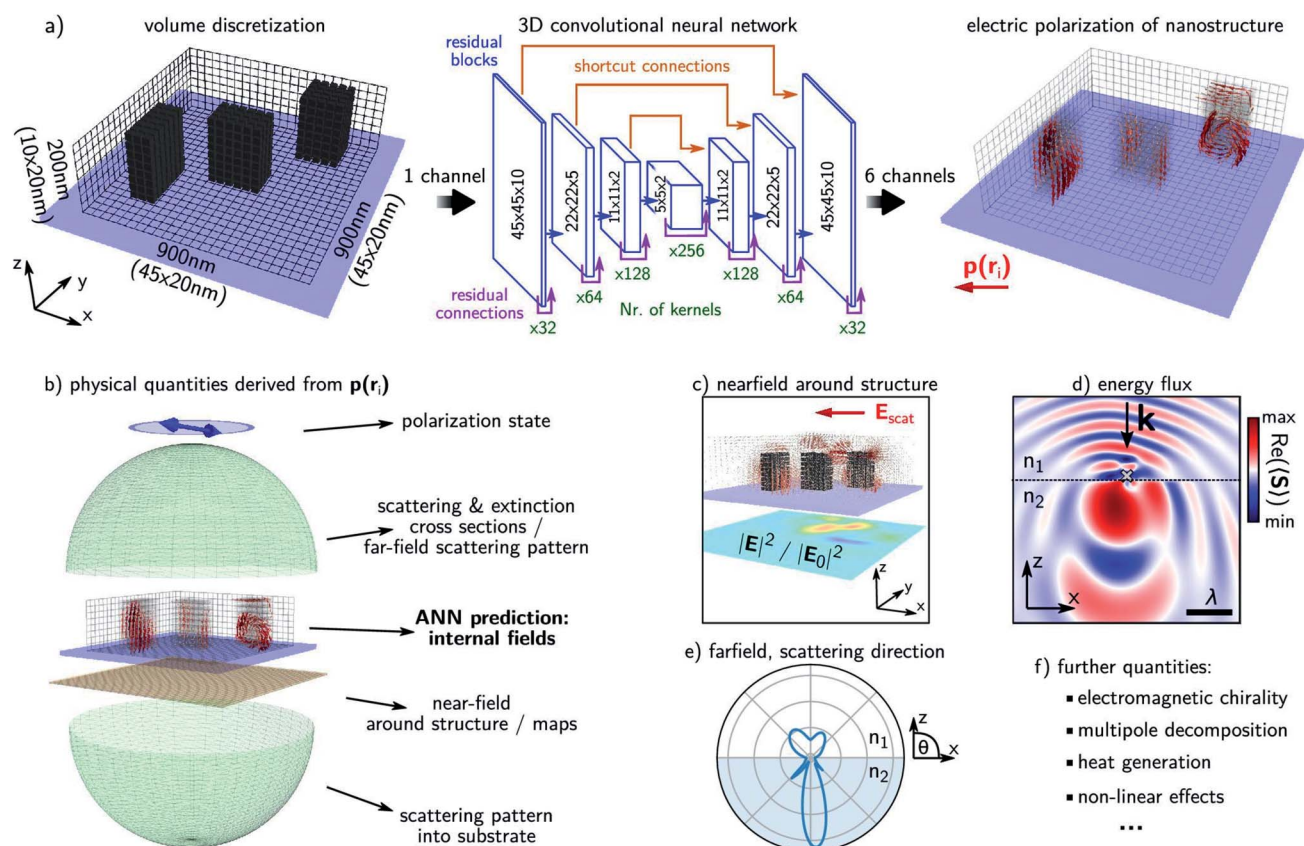 a)
volume discretization
3D convolutional neural network
electric polarization of nanostructure
residual
blocks
shortcut connections
200nm
(10x20nm)
900nm
(45x20nm)
900nm
(45x20nm)
z
y
x
1 channel
45x45x10
22x22x5
11x11x2
5x5x2
11x11x2
22x22x5
45x45x10
6 channels
residual
connections
x32
x64
x128
x256
x128
x64
x32
Nr. of kernels
p(rᵢ)
b) physical quantities derived from p(rᵢ)
polarization state
scattering & extinction
cross sections /
far-field scattering pattern
ANN prediction:
internal fields
near-field
around structure / maps
scattering pattern
into substrate
c) nearfield around structure
E_scat
|E|² / |E₀|²
z
y
x
d) energy flux
k
n₁
n₂
z
x
λ
max
Re(⟨S⟩)
min
e) farfield, scattering direction
n₁
n₂
z
θ
x
f) further quantities:
▪ electromagnetic chirality
▪ multipole decomposition
▪ heat generation
▪ non-linear effects
...